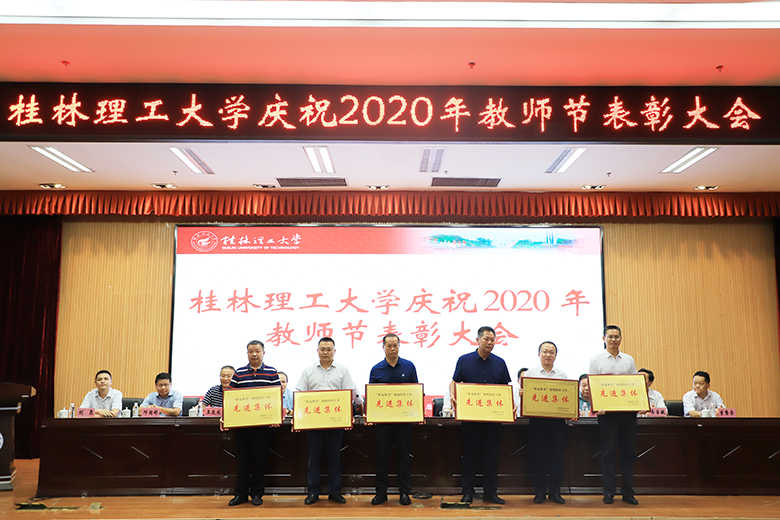 桂林理工大学庆祝2020年教师节表彰大会
桂林理工大学
GUILIN UNIVERSITY OF TECHNOLOGY
桂林理工大学庆祝2020年
教师节表彰大会
先进集体
先进集体
先进集体
先进集体
先进集体
先进集体